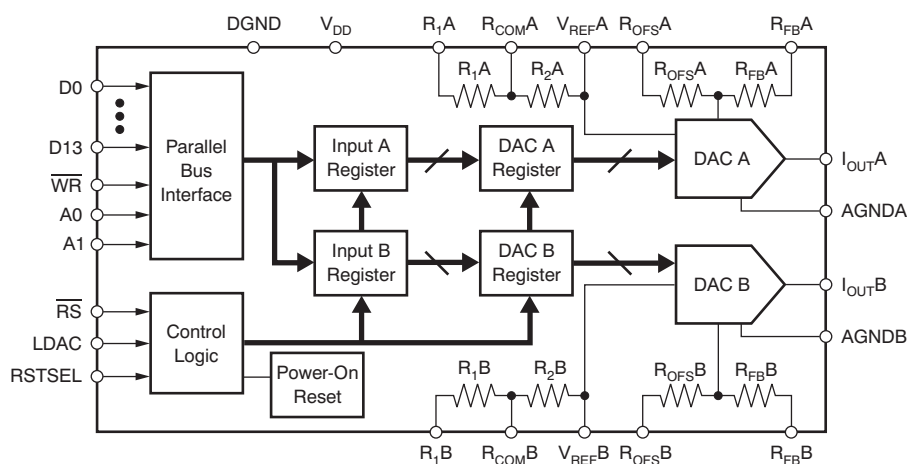 DGND
V_DD
R_1A
R_COMA
V_REFA
R_OFSA
R_FBA
R_1A
R_2A
R_OFSA
R_FBA
D0
D13
W̅R̅
A0
A1
Parallel
Bus
Interface
Input A
Register
DAC A
Register
DAC A
I_OUTA
AGNDA
Input B
Register
DAC B
Register
DAC B
I_OUTB
AGNDB
R̅S̅
LDAC
RSTSEL
Control
Logic
Power-On
Reset
R_1B
R_2B
R_OFSB
R_FBB
R_1B
R_COMB
V_REFB
R_OFSB
R_FBB